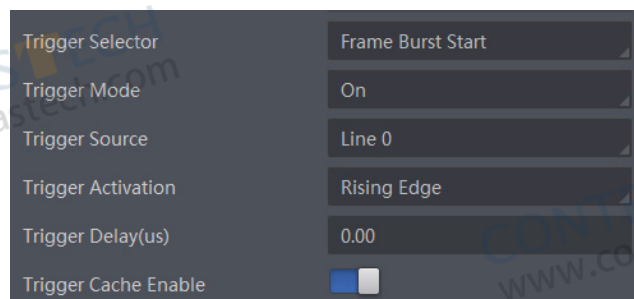 Trigger Selector Frame Burst Start
Trigger Mode On
Trigger Source Line 0
Trigger Activation Rising Edge
Trigger Delay(us) 0.00
Trigger Cache Enable